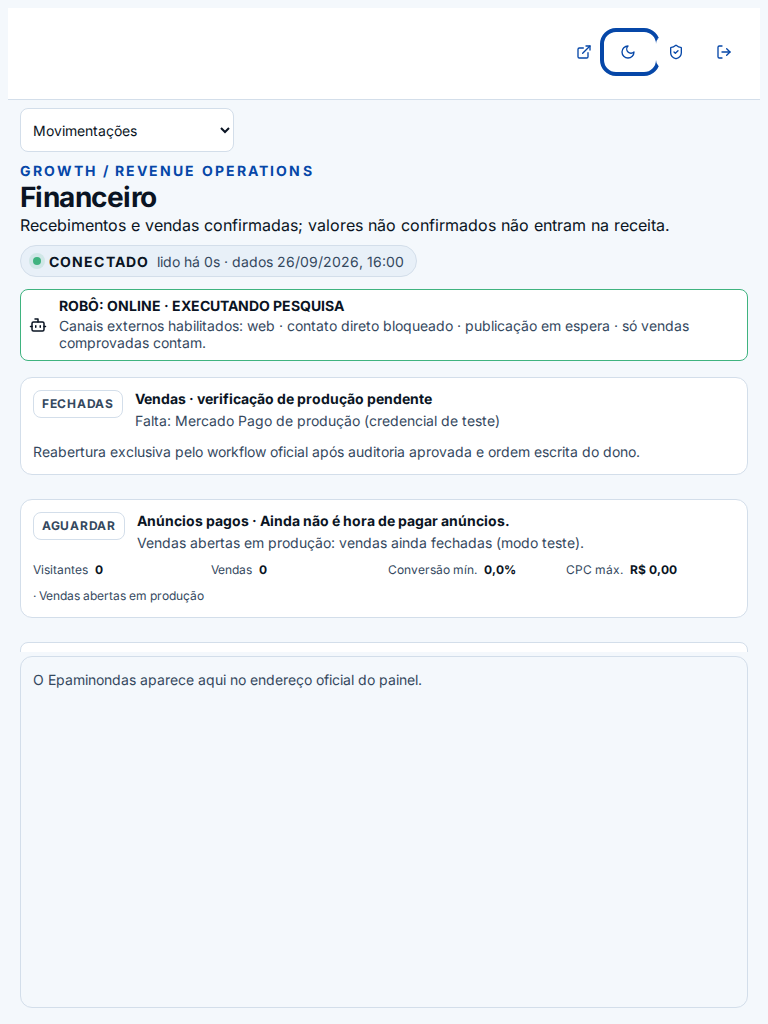 Movimentações
GROWTH / REVENUE OPERATIONS
Financeiro
Recebimentos e vendas confirmadas; valores não confirmados não entram na receita.
CONECTADO lido há 0s · dados 26/09/2026, 16:00
ROBÔ: ONLINE · EXECUTANDO PESQUISA
Canais externos habilitados: web · contato direto bloqueado · publicação em espera · só vendas
comprovadas contam.
FECHADAS
Vendas · verificação de produção pendente
Falta: Mercado Pago de produção (credencial de teste)
Reabertura exclusiva pelo workflow oficial após auditoria aprovada e ordem escrita do dono.
AGUARDAR
Anúncios pagos · Ainda não é hora de pagar anúncios.
Vendas abertas em produção: vendas ainda fechadas (modo teste).
Visitantes 0 Vendas 0 Conversão mín. 0,0% CPC máx. R$ 0,00
· Vendas abertas em produção
O Epaminondas aparece aqui no endereço oficial do painel.